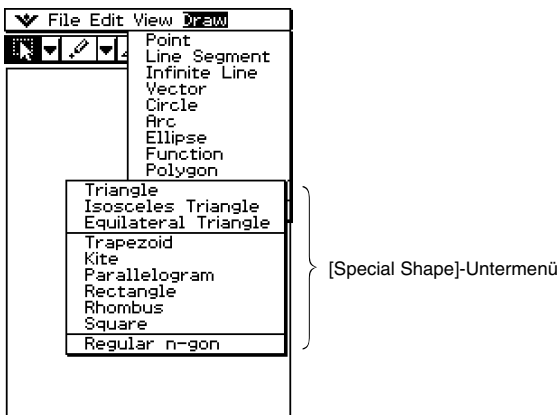 File Edit View Draw
Point
Line Segment
Infinite Line
Vector
Circle
Arc
Ellipse
Function
Polygon
Triangle
Isosceles Triangle
Equilateral Triangle
Trapezoid
Kite
Parallelogram
Rectangle
Rhombus
Square
Regular n-gon
[Special Shape]-Untermenü